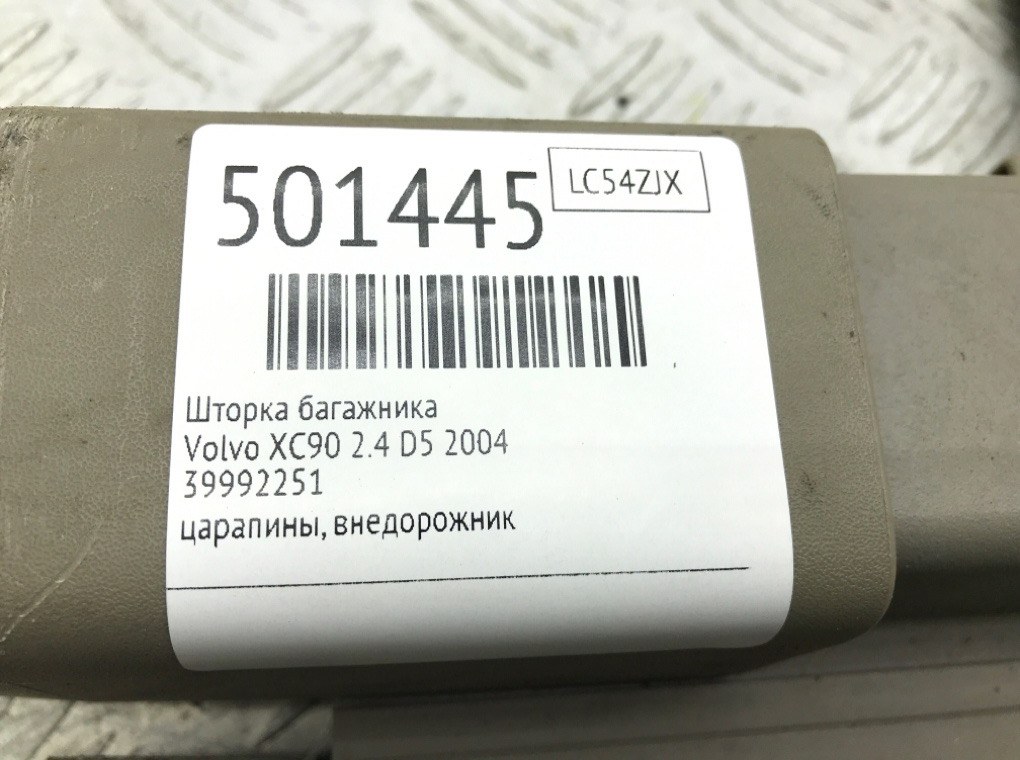 501445
LC54ZJX
Шторка багажника
Volvo XC90 2.4 D5 2004
39992251
царапины, внедорожник